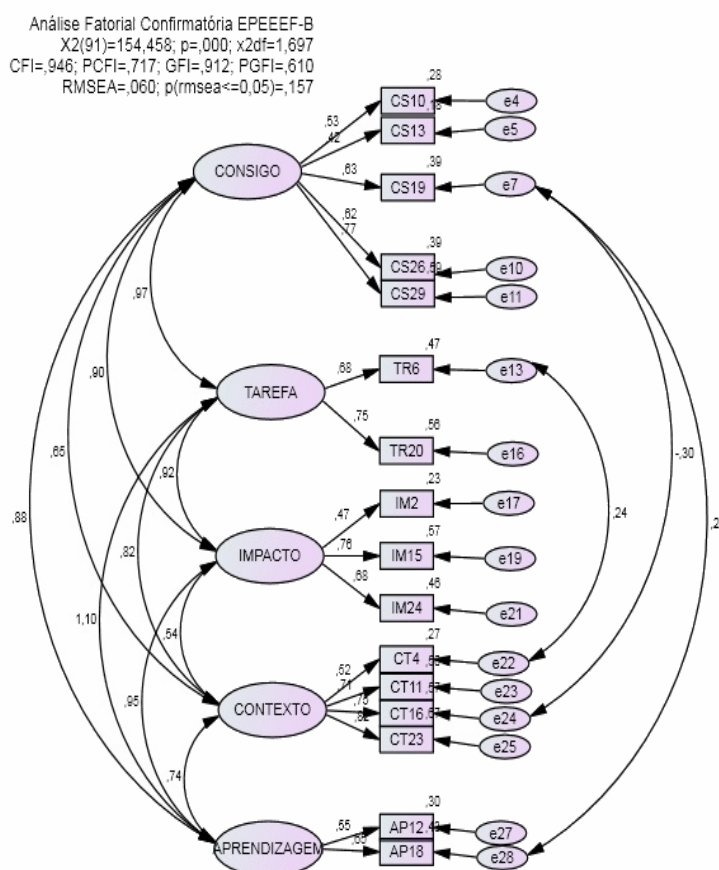 Análise Fatorial Confirmatória EPEEEF-B
X2(91)=154,458; p=,000; x2df=1,697
CFI=,946, PCFI=,717; GFI=,912, PGFI=,610
RMSEA=,060; p(rmsea<=0,05)=,157
,28
CS10
e4
,53
CS13
e5
,42
CONSIGO
,63
,39
CS19
e7
,62
,77
,39
CS26
e10
CS29
e11
,97
,47
,68
TR6
e13
,90
TAREFA
,75
,56
TR20
e16
-,30
,65
,92
,23
IM2
e17
,47
,24
,88
,57
,76
IM15
e19
,82
IMPACTO
,68
,46
IM24
e21
1,10
,27
,52
CT4
e22
CT11
e23
,95
CONTEXTO
CT16
e24
CT23
e25
,74
,30
,55
AP12
e27
APRENDIZAGEM
AP18
e28